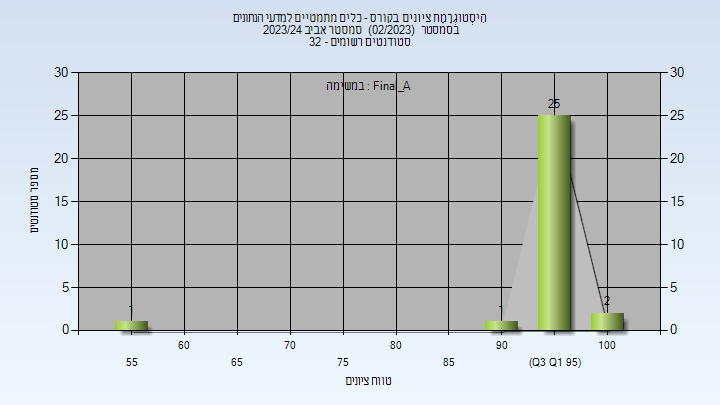 היסטוגרמת ציונים בקורס - כלים מתמטיים למדעי הנתונים
בסמסטר (02/2023) סמסטר אביב 2023/24
סטודנטים רשומים - 32
במשימה : Final_A
30 30
25 25
20 20
15 15
10 10
5 5
0 0
1 1 25 2
מספר סטודנטים
60 70 80 90 100
55 65 75 85 (Q3 Q1 95)
טווח ציונים